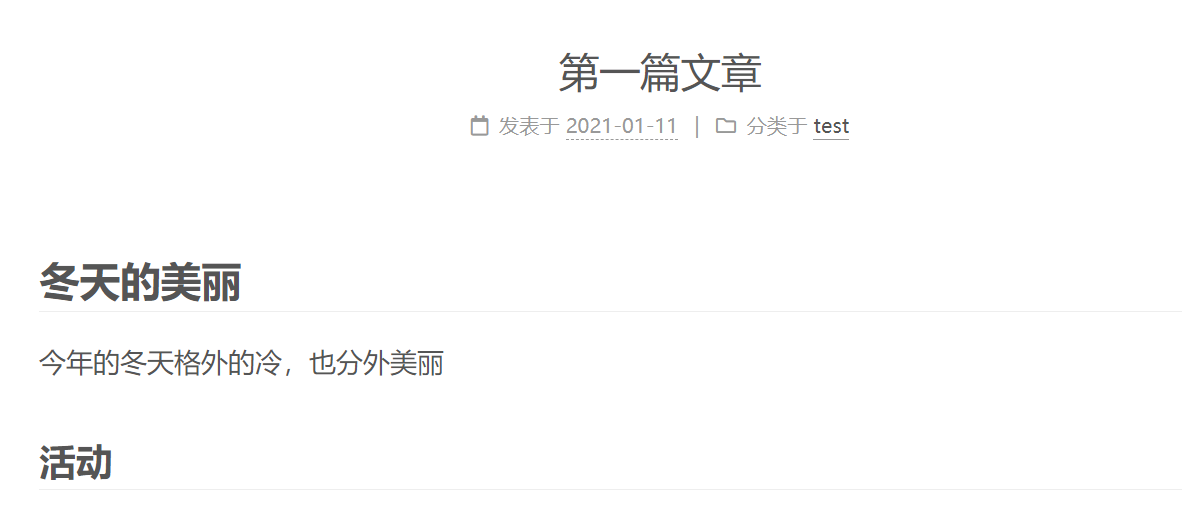 第一篇文章
发表于 2021-01-11 | 分类于 test
冬天的美丽
今年的冬天格外的冷，也分外美丽
活动